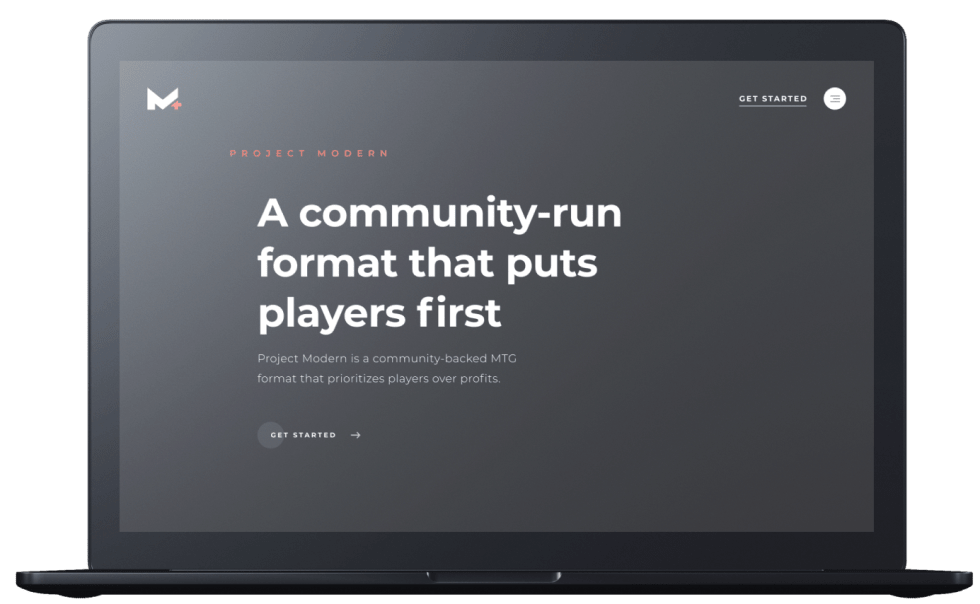 GET STARTED
PROJECT MODERN
A community-run
format that puts
players first
Project Modern is a community-backed MTG
format that prioritizes players over profits.
GET STARTED